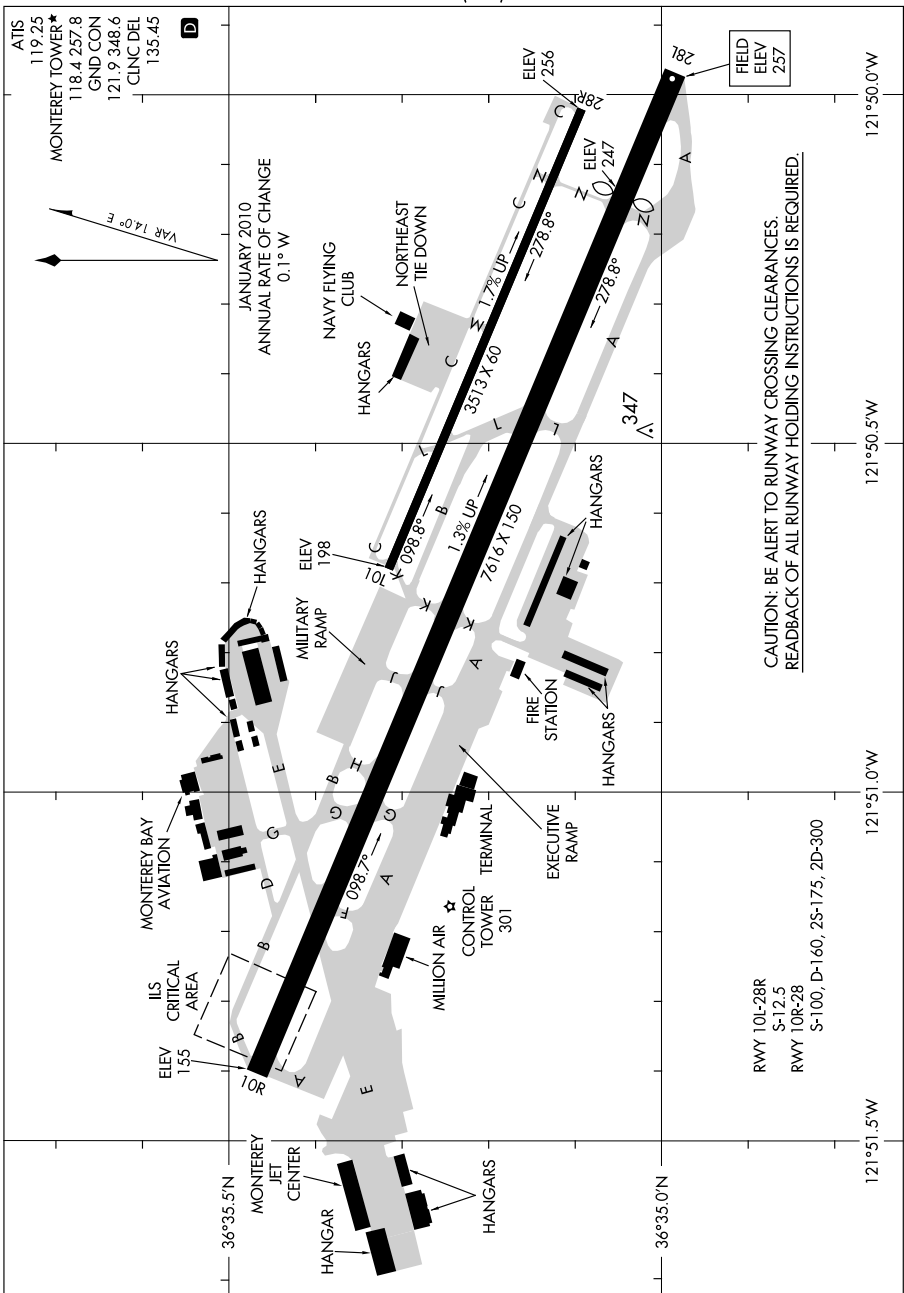 ATIS
119.25
MONTEREY TOWER★
118.4 257.8
GND CON
121.9 348.6
CLNC DEL
135.45
D
VAR 14.0° E
JANUARY 2010
ANNUAL RATE OF CHANGE
0.1° W
NAVY FLYING
CLUB
NORTHEAST
TIE DOWN
HANGARS
ELEV
256
28R
28L
FIELD
ELEV
257
ELEV
247
C
C
Z
Z
Z
A
1.7% UP
278.8°
278.8°
A
C
M
3513 X 60
347
L
L
L
B
C
098.8°
ELEV
198
10L
K
1.3% UP
7616 X 150
HANGARS
HANGARS
HANGARS
MILITARY
RAMP
K
K
A
J
J
FIRE
STATION
HANGARS
E
B
H
G
G
G
D
MONTEREY BAY
AVIATION
098.7°
F
A
TERMINAL
EXECUTIVE
RAMP
MILLION AIR
CONTROL
TOWER
301
B
ILS
CRITICAL
AREA
B
ELEV
155
10R
A
E
MONTEREY
JET
CENTER
HANGAR
HANGARS
CAUTION: BE ALERT TO RUNWAY CROSSING CLEARANCES.
READBACK OF ALL RUNWAY HOLDING INSTRUCTIONS IS REQUIRED.
RWY 10L-28R
S-12.5
RWY 10R-28
S-100, D-160, 2S-175, 2D-300
36°35.5'N
36°35.0'N
121°50.0'W
121°50.5'W
121°51.0'W
121°51.5'W